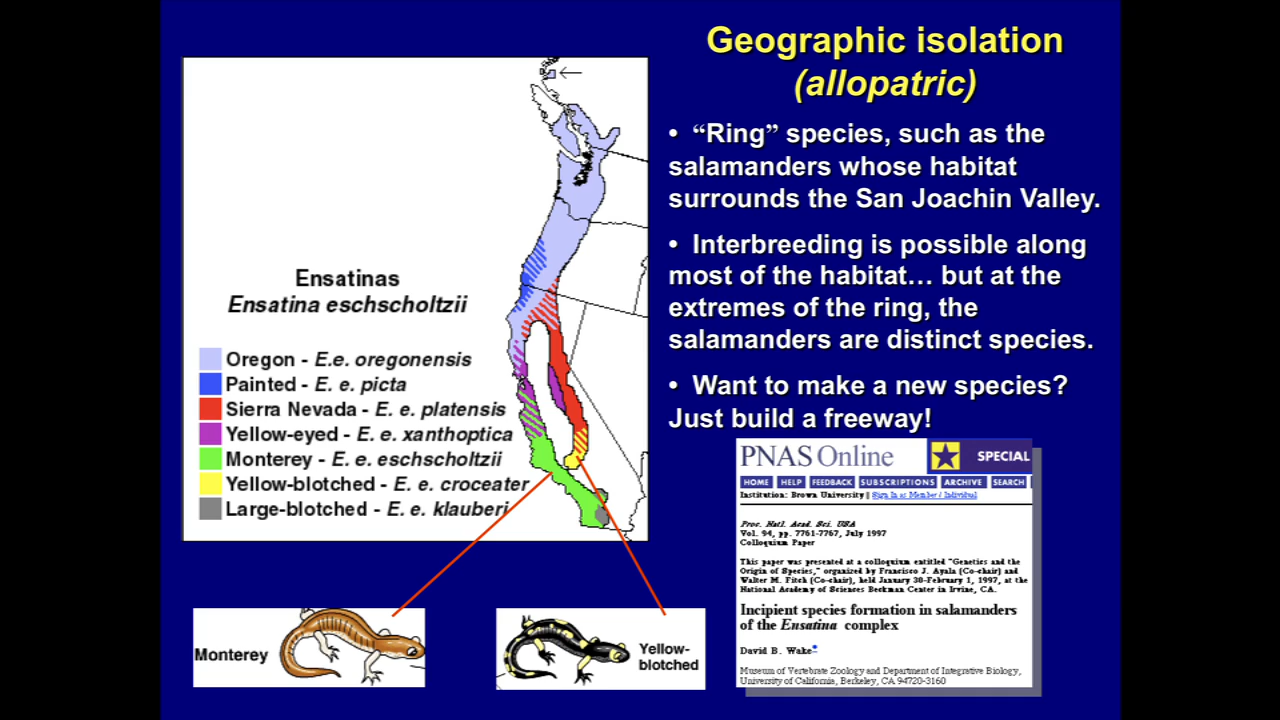 Geographic isolation
(allopatric)
• “Ring” species, such as the
salamanders whose habitat
surrounds the San Joachin Valley.
• Interbreeding is possible along
most of the habitat… but at the
extremes of the ring, the
salamanders are distinct species.
• Want to make a new species?
Just build a freeway!
Ensatinas
Ensatina eschscholtzii
Oregon - E.e. oregonensis
Painted - E. e. picta
Sierra Nevada - E. e. platensis
Yellow-eyed - E. e. xanthoptica
Monterey - E. e. eschscholtzii
Yellow-blotched - E. e. croceater
Large-blotched - E. e. klauberi
Monterey
Yellow-
blotched
PNAS Online
SPECIAL
HOME HELP FEEDBACK SUBSCRIPTIONS ARCHIVE SEARCH
Institution: Brown University || Sign In as Member / Individual
Proc. Natl. Acad. Sci. USA
Vol. 94, pp. 7761-7767, July 1997
Colloquium Paper
This paper was presented at a colloquium entitled "Genetics and the
Origin of Species," organized by Francisco J. Ayala (Co-chair) and
Walter M. Fitch (Co-chair), held January 30-February 1, 1997, at the
National Academy of Sciences Beckman Center in Irvine, CA.
Incipient species formation in salamanders
of the Ensatina complex
David B. Wake*
Museum of Vertebrate Zoology and Department of Integrative Biology,
University of California, Berkeley, CA 94720-3160